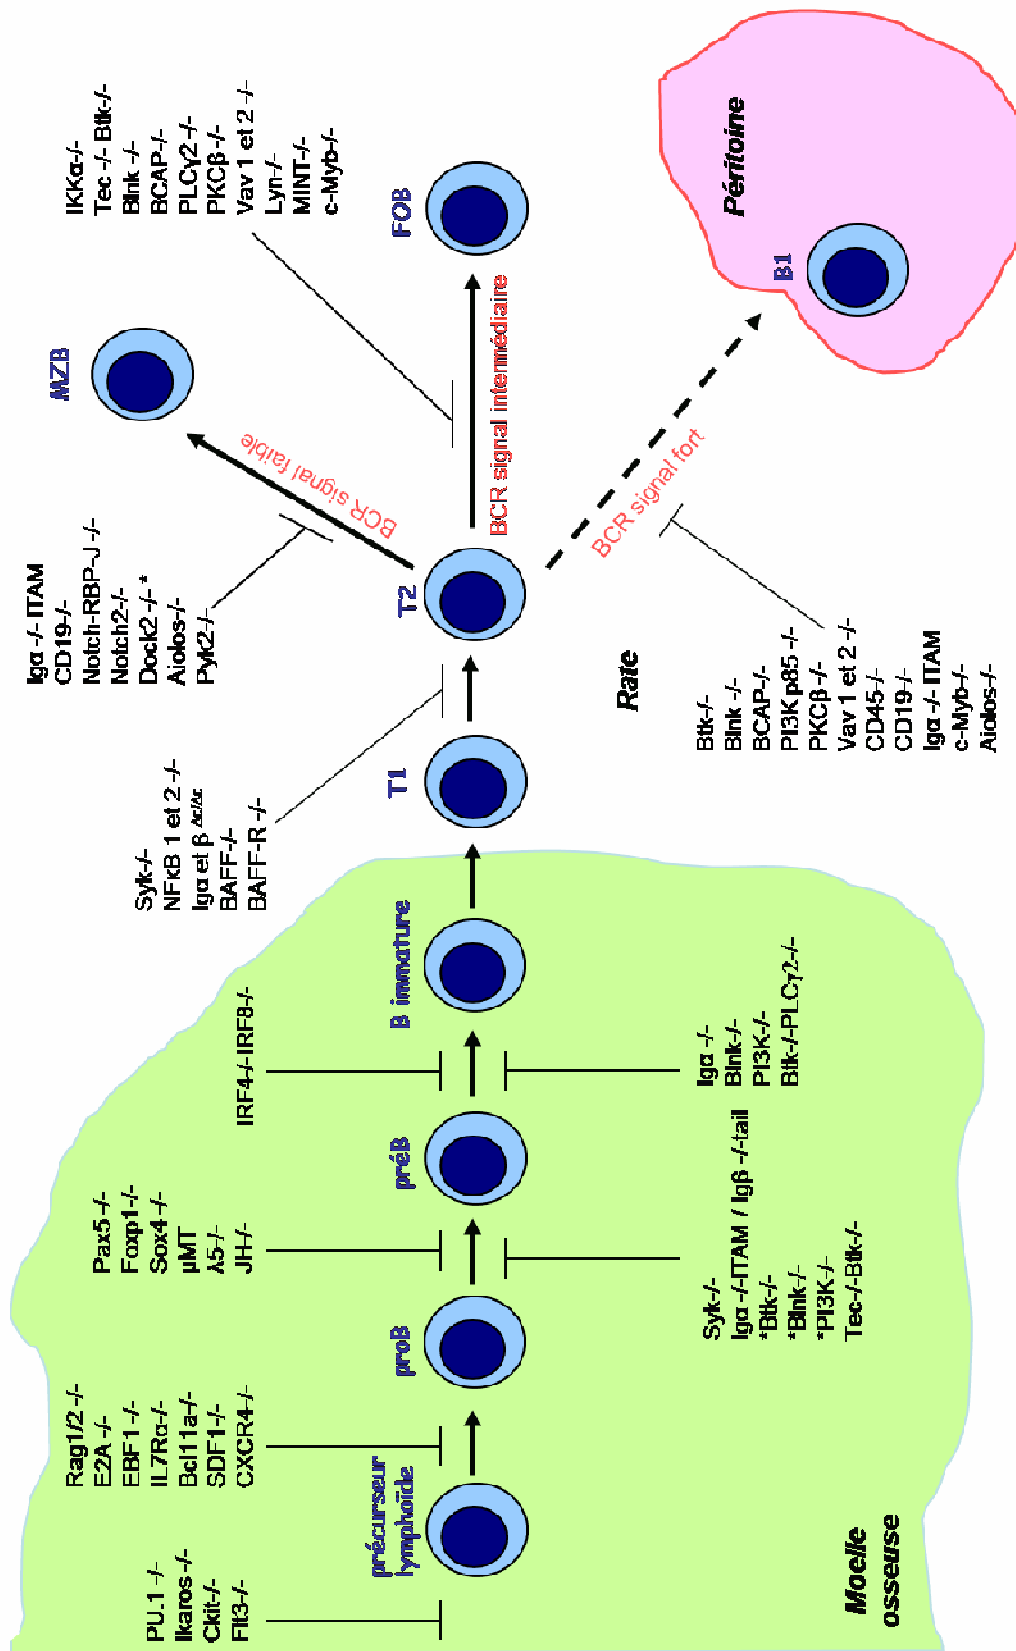 PU.1 -/-
Ikaros -/-
Ckit-/-
Flt3-/-
Rag1/2 -/-
E2A -/-
EBF1 -/-
IL7Rα-/-
Bcl11a-/-
SDF1-/-
CXCR4-/-
Pax5 -/-
Foxp1-/-
Sox4 -/-
μMT
λ5-/-
JH-/-
IRF4-/-IRF8-/-
Syk-/-
NFκB 1 et 2 -/-
Igα et β Δc/Δc
BAFF-/-
BAFF-R -/-
Igα -/- ITAM
CD19-/-
Notch-RBP-J -/-
Notch2-/-
Dock2 -/- *
Aiolos-/-
Pyk2-/-
IKKα-/-
Tec -/- Btk-/-
Blnk -/-
BCAP-/-
PLCγ2 -/-
PKCβ -/-
Vav 1 et 2 -/-
Lyn-/-
MINT-/-
c-Myb-/-
précurseur
lymphoïde
proB
préB
B immature
T1
T2
MZB
BCR signal faible
FOB
BCR signal intermédiaire
BCR signal fort
B1
Péritoine
Rate
Moelle
osseuse
Syk-/-
Igα -/-ITAM / Igβ -/-tail
*Btk-/-
*Blnk-/-
*PI3K-/-
Tec-/-Btk-/-
Igα -/-
Blnk-/-
PI3K-/-
Btk-/-PLCγ2-/-
Btk-/-
Blnk -/-
BCAP-/-
PI3K p85 -/-
PKCβ -/-
Vav 1 et 2 -/-
CD45-/-
CD19-/-
Igα -/- ITAM
c-Myb-/-
Aiolos-/-